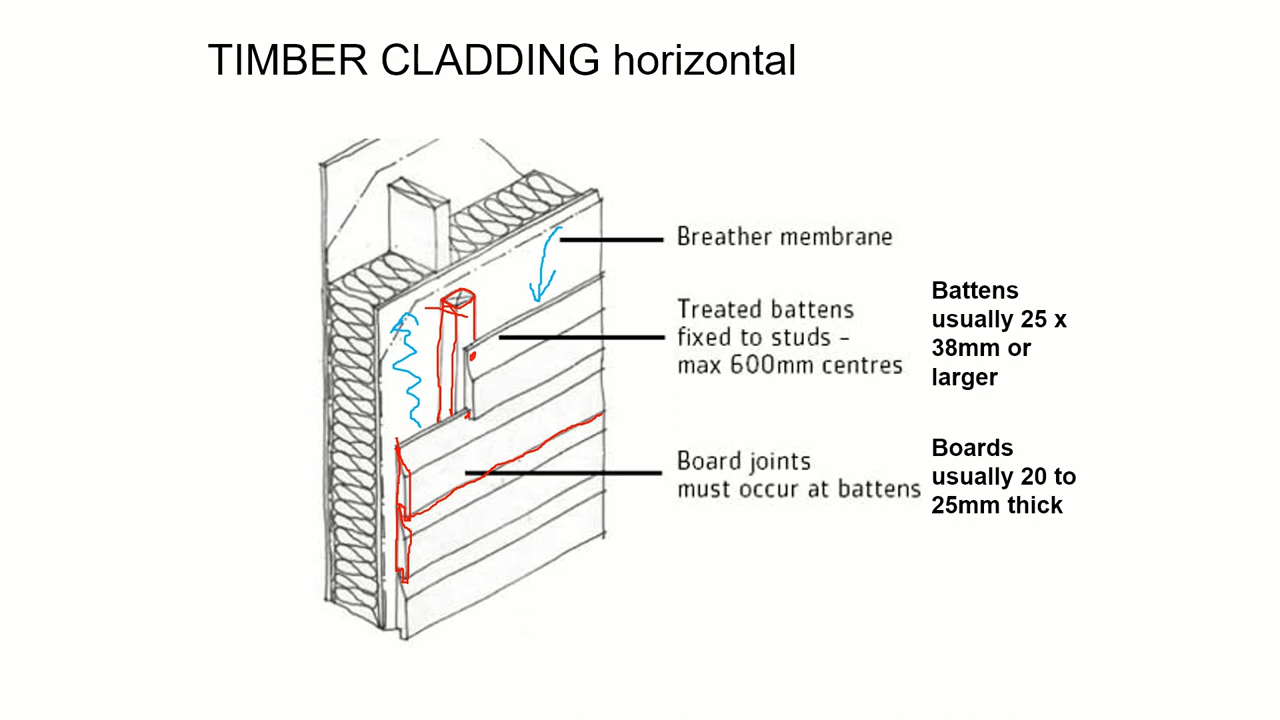 TIMBER CLADDING horizontal
Breather membrane
Treated battens
fixed to studs –
max 600mm centres
Battens
usually 25 x
38mm or
larger
Board joints
must occur at battens
Boards
usually 20 to
25mm thick